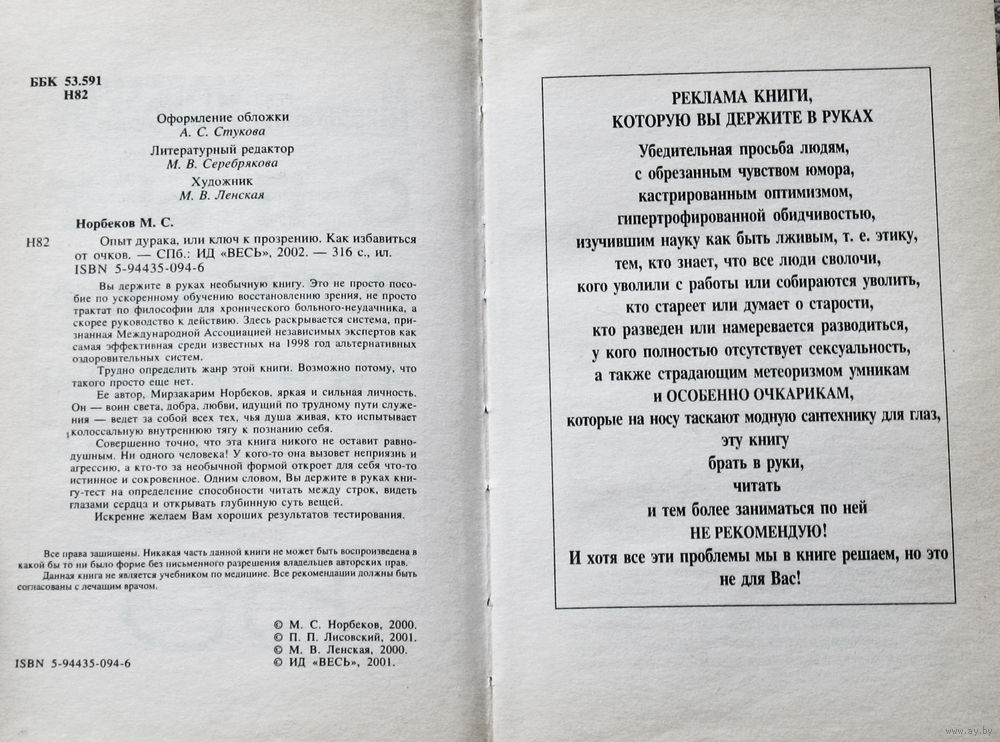 ББК 53.591
Н82
Оформление обложки
А. С. Стукова
Литературный редактор
М. В. Серебрякова
Художник
М. В. Ленская
Норбеков М. С.
Н82 Опыт дурака, или ключ к прозрению. Как избавиться
от очков. — СПб.: ИД «ВЕСЬ», 2002. — 316 с., ил.
ISBN 5-94435-094-6
Вы держите в руках необычную книгу. Это не просто посо-
бие по ускоренному обучению восстановлению зрения, не просто
трактат по философии для хронического больного-неудачника, а
скорее руководство к действию. Здесь раскрывается система, при-
знанная Международной Ассоциацией независимых экспертов как
самая эффективная среди известных на 1998 год альтернативных
оздоровительных систем.
Трудно определить жанр этой книги. Возможно потому, что
такого просто еще нет.
Ее автор, Мирзакарим Норбеков, яркая и сильная личность.
Он — воин света, добра, любви, идущий по трудному пути служе-
ния — ведет за собой всех тех, чья душа живая, кто испытывает
колоссальную внутреннюю тягу к познанию себя.
Совершенно точно, что эта книга никого не оставит равно-
душным. Ни одного человека! У кого-то она вызовет неприязнь и
агрессию, а кто-то за необычной формой откроет для себя что-то
истинное и сокровенное. Одним словом, Вы держите в руках кни-
гу-тест на определение способности читать между строк, видеть
глазами сердца и открывать глубинную суть вещей.
Искренне желаем Вам хороших результатов тестирования.
Все права защищены. Никакая часть данной книги не может быть воспроизведена в
какой бы то ни было форме без письменного разрешения владельцев авторских прав.
Данная книга не является учебником по медицине. Все рекомендации должны быть
согласованы с лечащим врачом.
© М. С. Норбеков, 2000.
© П. П. Лисовский, 2001.
© М. В. Ленская, 2000.
ISBN 5-94435-094-6 © ИД «ВЕСЬ», 2001.
РЕКЛАМА КНИГИ,
КОТОРУЮ ВЫ ДЕРЖИТЕ В РУКАХ
Убедительная просьба людям,
с обрезанным чувством юмора,
кастрированным оптимизмом,
гипертрофированной обидчивостью,
изучившим науку как быть лживым, т. е. этику,
тем, кто знает, что все люди сволочи,
кого уволили с работы или собираются уволить,
кто стареет или думает о старости,
кто разведен или намеревается разводиться,
у кого полностью отсутствует сексуальность,
а также страдающим метеоризмом умникам
и ОСОБЕННО ОЧКАРИКАМ,
которые на носу таскают модную сантехнику для глаз,
эту книгу
брать в руки,
читать
и тем более заниматься по ней
НЕ РЕКОМЕНДУЮ!
И хотя все эти проблемы мы в книге решаем, но это
не для Вас!
www.ay.by